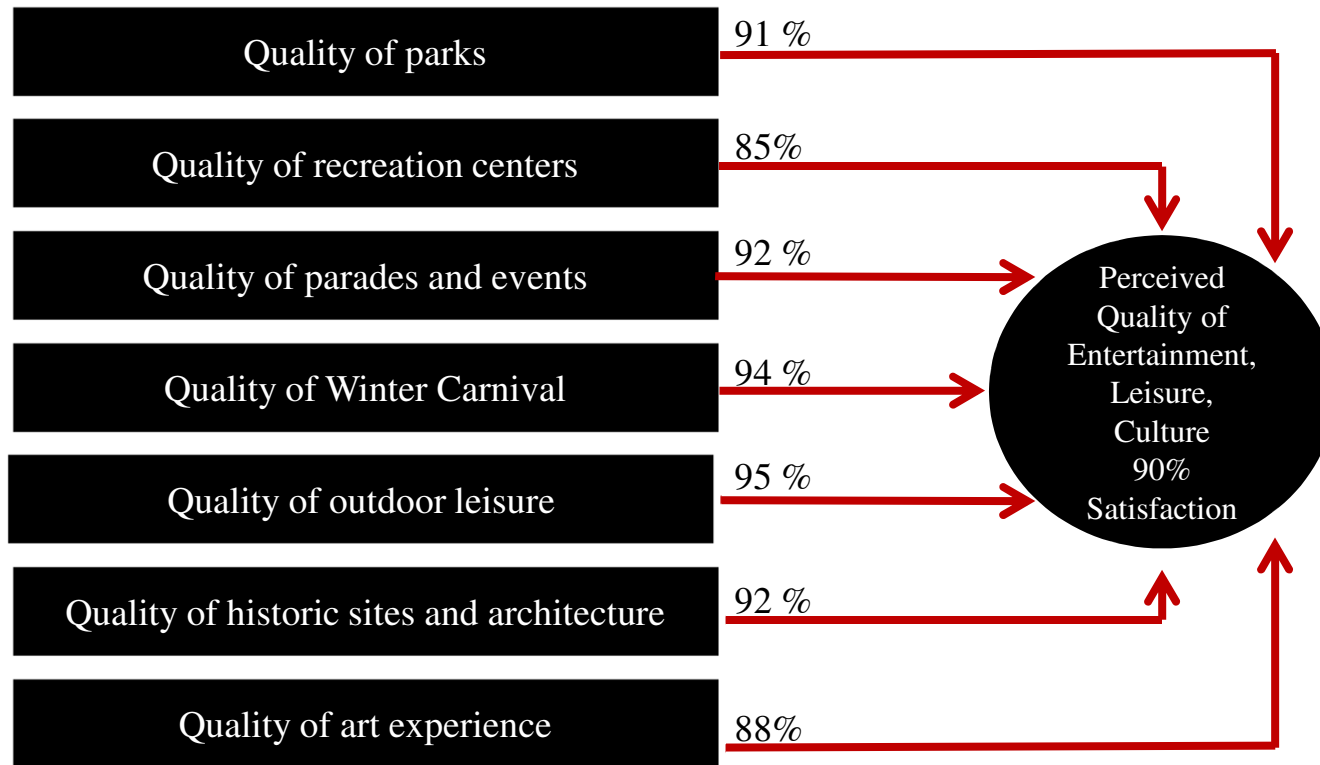 Quality of parks
91 %
Quality of recreation centers
85%
Quality of parades and events
92 %
Quality of Winter Carnival
94 %
Quality of outdoor leisure
95 %
Quality of historic sites and architecture
92 %
Quality of art experience
88%
Perceived
Quality of
Entertainment,
Leisure,
Culture
90%
Satisfaction